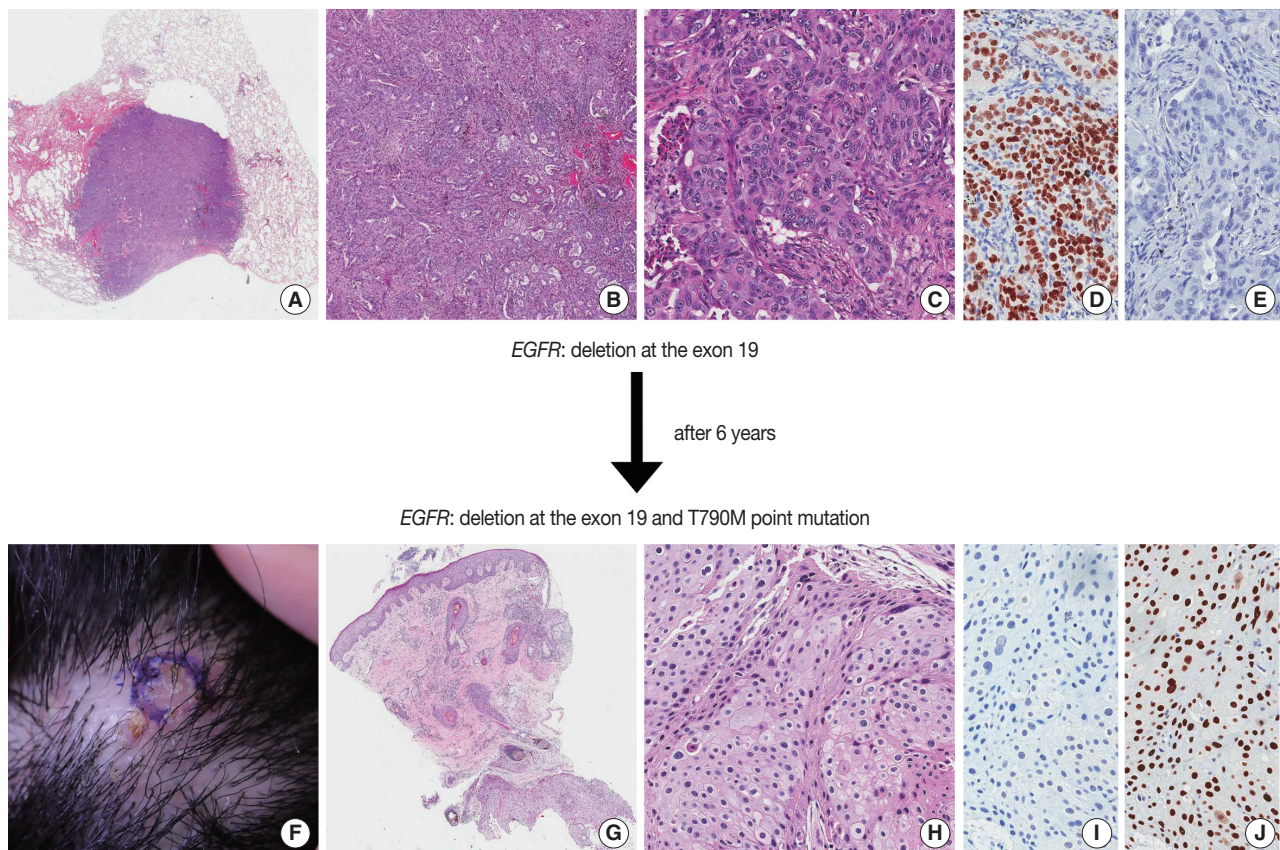 A
B
C
D
E
EGFR: deletion at the exon 19
after 6 years
EGFR: deletion at the exon 19 and T790M point mutation
F
G
H
I
J